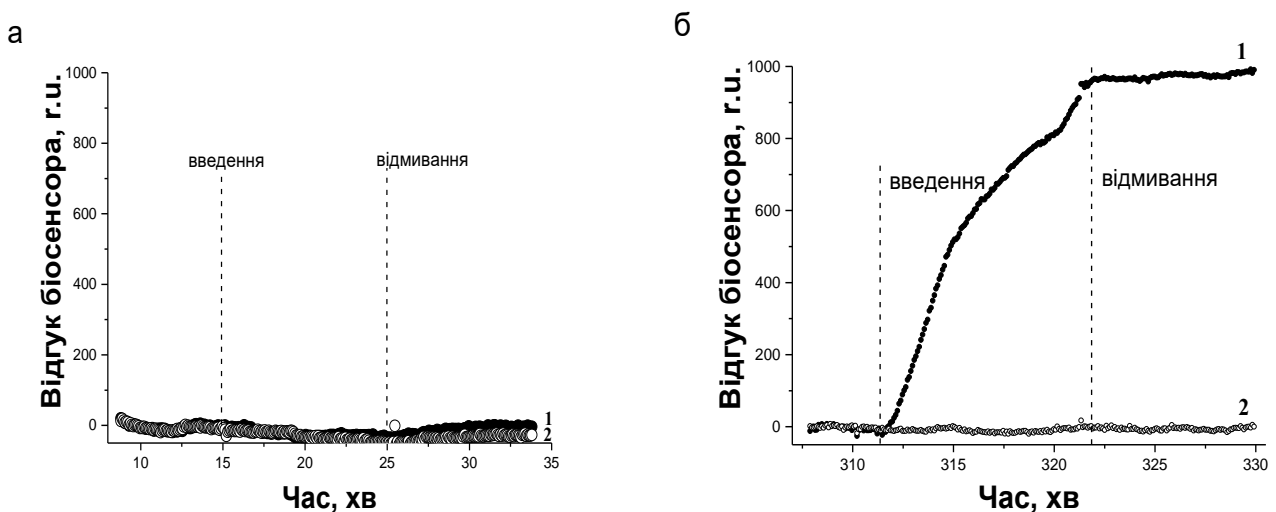 а
Відгук біосенсора, r.u.
1000
800
600
400
200
0
введення
відмивання
1
2
10 15 20 25 30 35
Час, хв
б
Відгук біосенсора, r.u.
1000
800
600
400
200
0
1
введення
відмивання
2
310 315 320 325 330
Час, хв